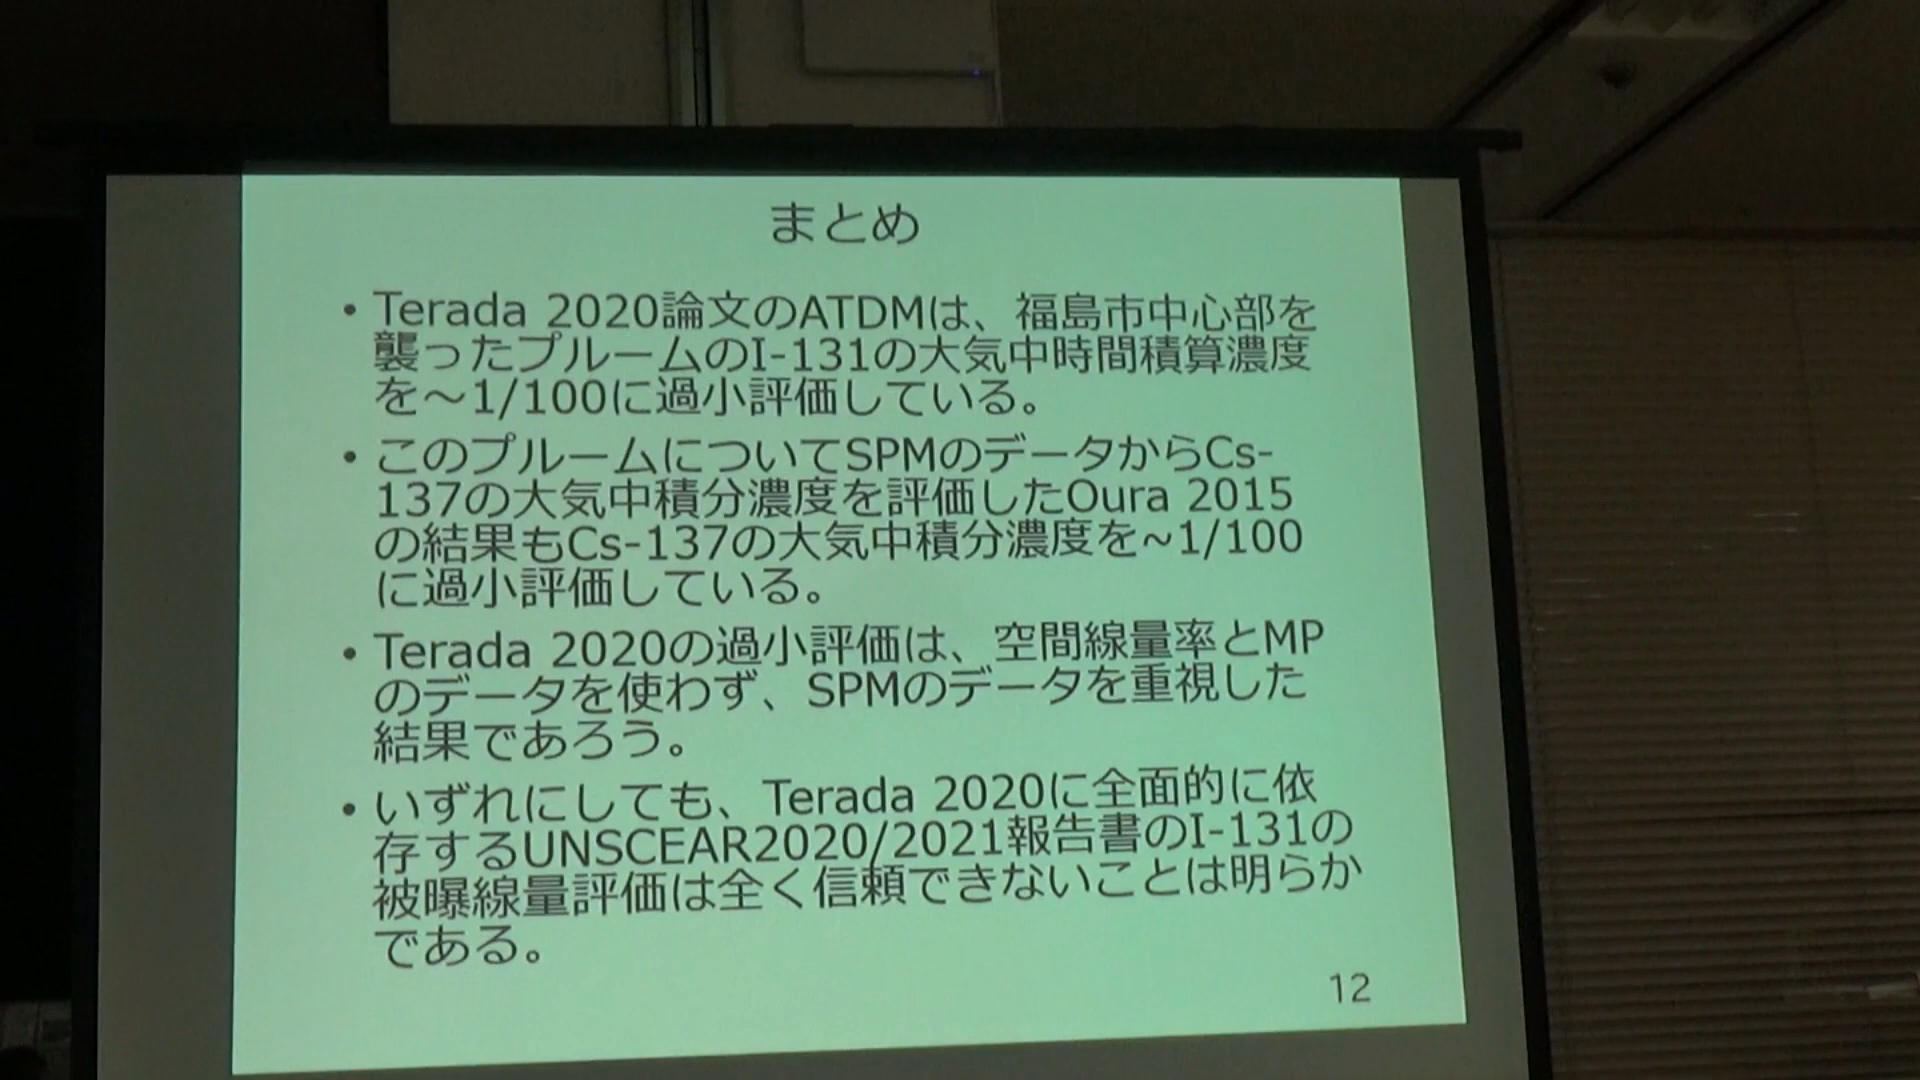 まとめ
• Terada 2020論文のATDMは、福島市中心部を
襲ったプルームのI-131の大気中時間積算濃度
を～1/100に過小評価している。
• このプルームについてSPMのデータからCs-
137の大気中積分濃度を評価したOura 2015
の結果もCs-137の大気中積分濃度を~1/100
に過小評価している。
• Terada 2020の過小評価は、空間線量率とMP
のデータを使わず、SPMのデータを重視した
結果であろう。
• いずれにしても、Terada 2020に全面的に依
存するUNSCEAR2020/2021報告書のI-131の
被曝線量評価は全く信頼できないことは明らか
である。
12